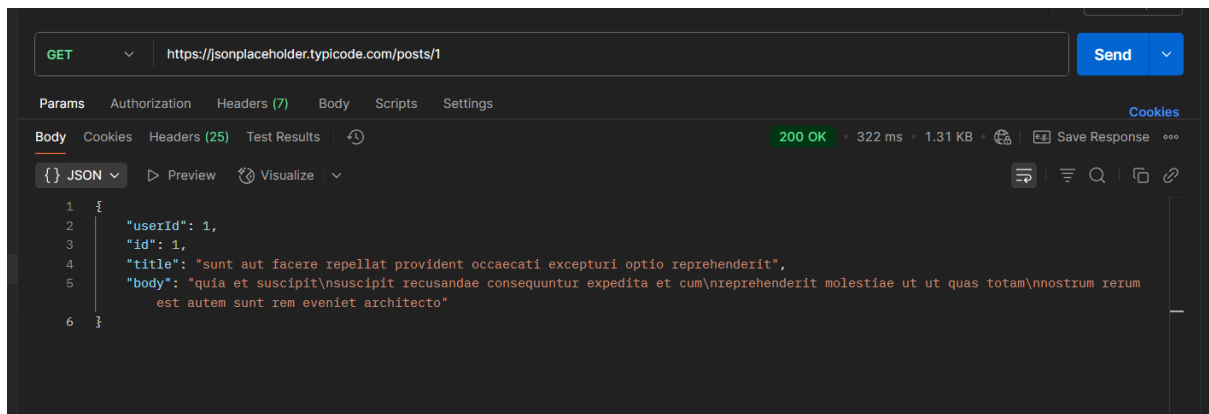 GET https://jsonplaceholder.typicode.com/posts/1 Send
Params Authorization Headers (7) Body Scripts Settings
Cookies
Body Cookies Headers (25) Test Results 200 OK • 322 ms • 1.31 KB • e.g. Save Response
{} JSON Preview Visualize
1 {
2 "userId": 1,
3 "id": 1,
4 "title": "sunt aut facere repellat provident occaecati excepturi optio reprehenderit",
5 "body": "quia et suscipit\nsuscipit recusandae consequuntur expedita et cum\nreprehenderit molestiae ut ut quas totam\nnostrum rerum
est autem sunt rem eveniet architecto"
6 }